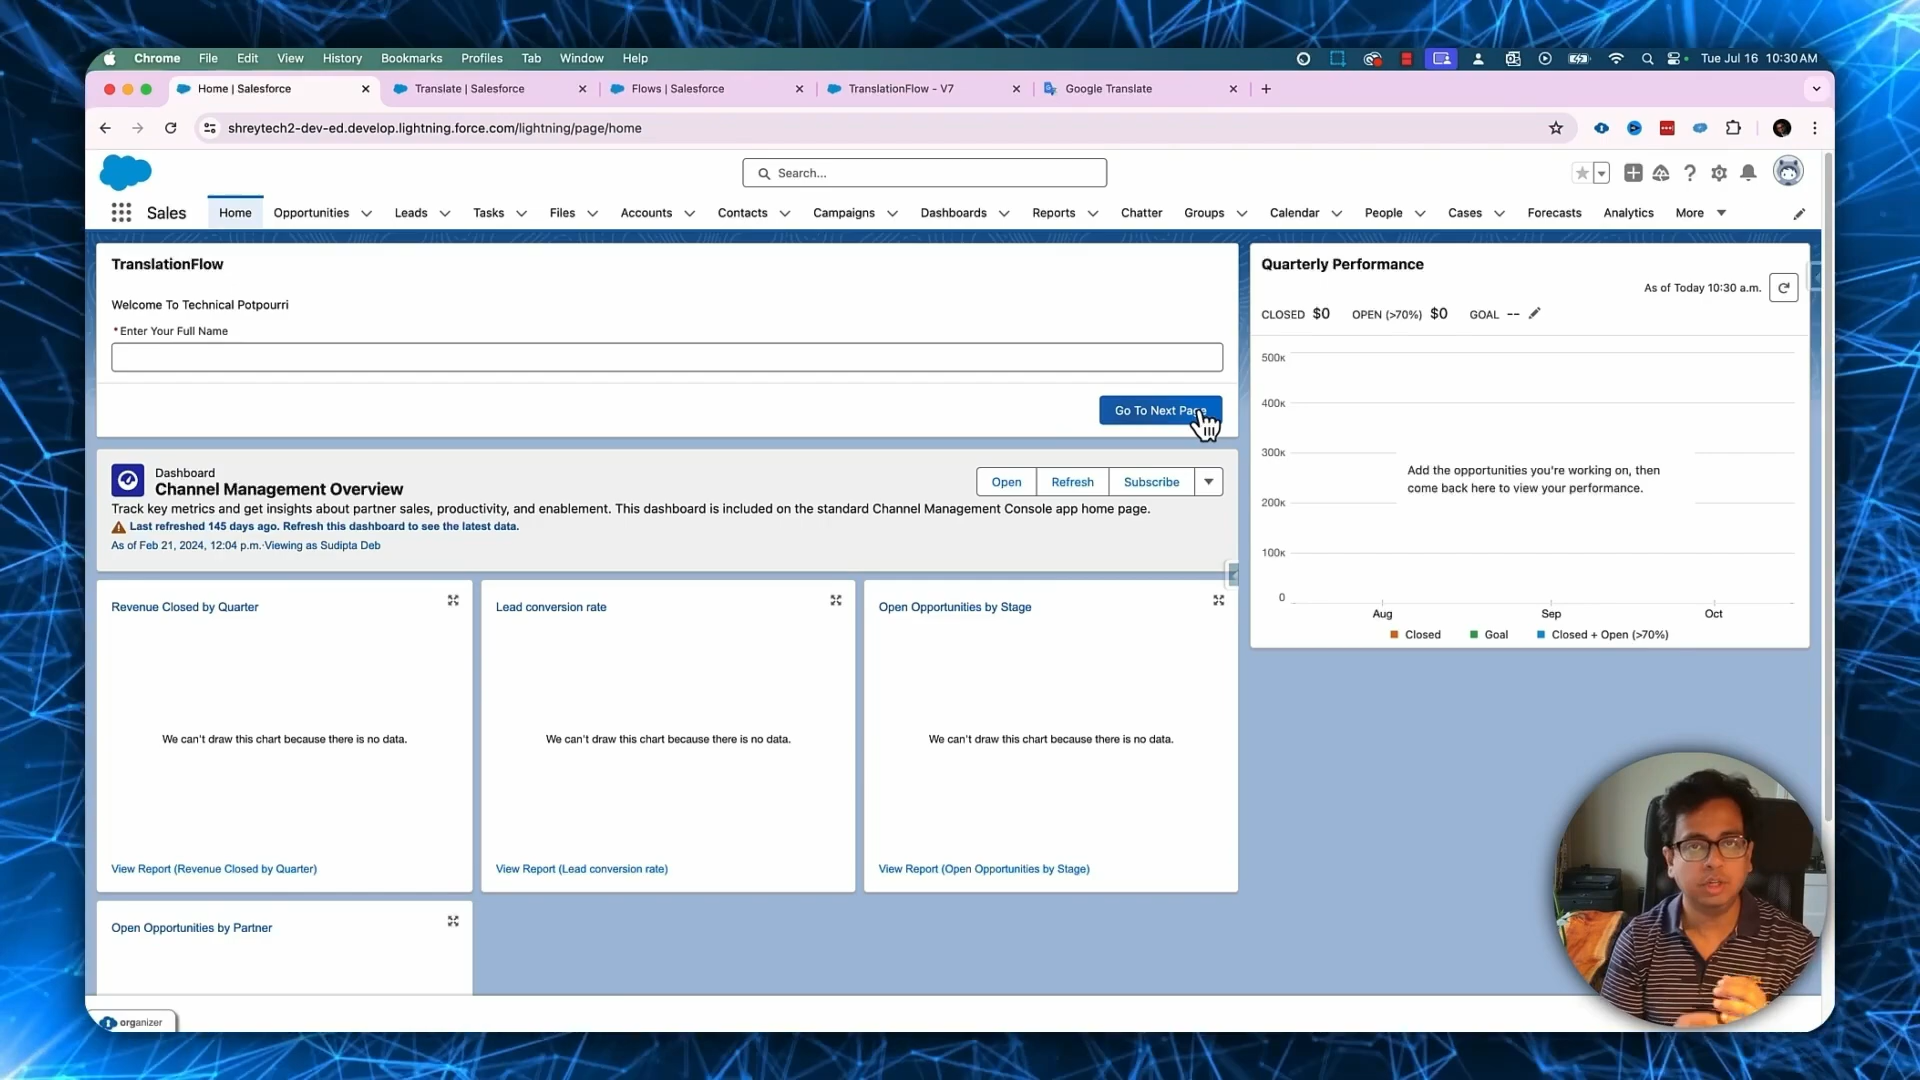 Chrome File Edit View History Bookmarks Profiles Tab Window Help
Tue Jul 16 10:30 AM
Home | Salesforce
Translate | Salesforce
Flows | Salesforce
TranslationFlow - V7
Google Translate
shreytech2-dev-ed.develop.lightning.force.com/lightning/page/home
Search...
Sales
Home Opportunities Leads Tasks Files Accounts Contacts Campaigns Dashboards Reports Chatter Groups Calendar People Cases Forecasts Analytics More
TranslationFlow
Welcome To Technical Potpourri
* Enter Your Full Name
Go To Next Page
Quarterly Performance
As of Today 10:30 a.m.
CLOSED $0 OPEN (>70%) $0 GOAL --
500K
400K
300K
200K
100K
0
Add the opportunities you're working on, then
come back here to view your performance.
Aug Sep Oct
Closed Goal Closed + Open (>70%)
Dashboard
Channel Management Overview
Open Refresh Subscribe
Track key metrics and get insights about partner sales, productivity, and enablement. This dashboard is included on the standard Channel Management Console app home page.
Last refreshed 145 days ago. Refresh this dashboard to see the latest data.
As of Feb 21, 2024, 12:04 p.m.·Viewing as Sudipta Deb
Revenue Closed by Quarter
We can't draw this chart because there is no data.
View Report (Revenue Closed by Quarter)
Lead conversion rate
We can't draw this chart because there is no data.
View Report (Lead conversion rate)
Open Opportunities by Stage
We can't draw this chart because there is no data.
View Report (Open Opportunities by Stage)
Open Opportunities by Partner
organizer